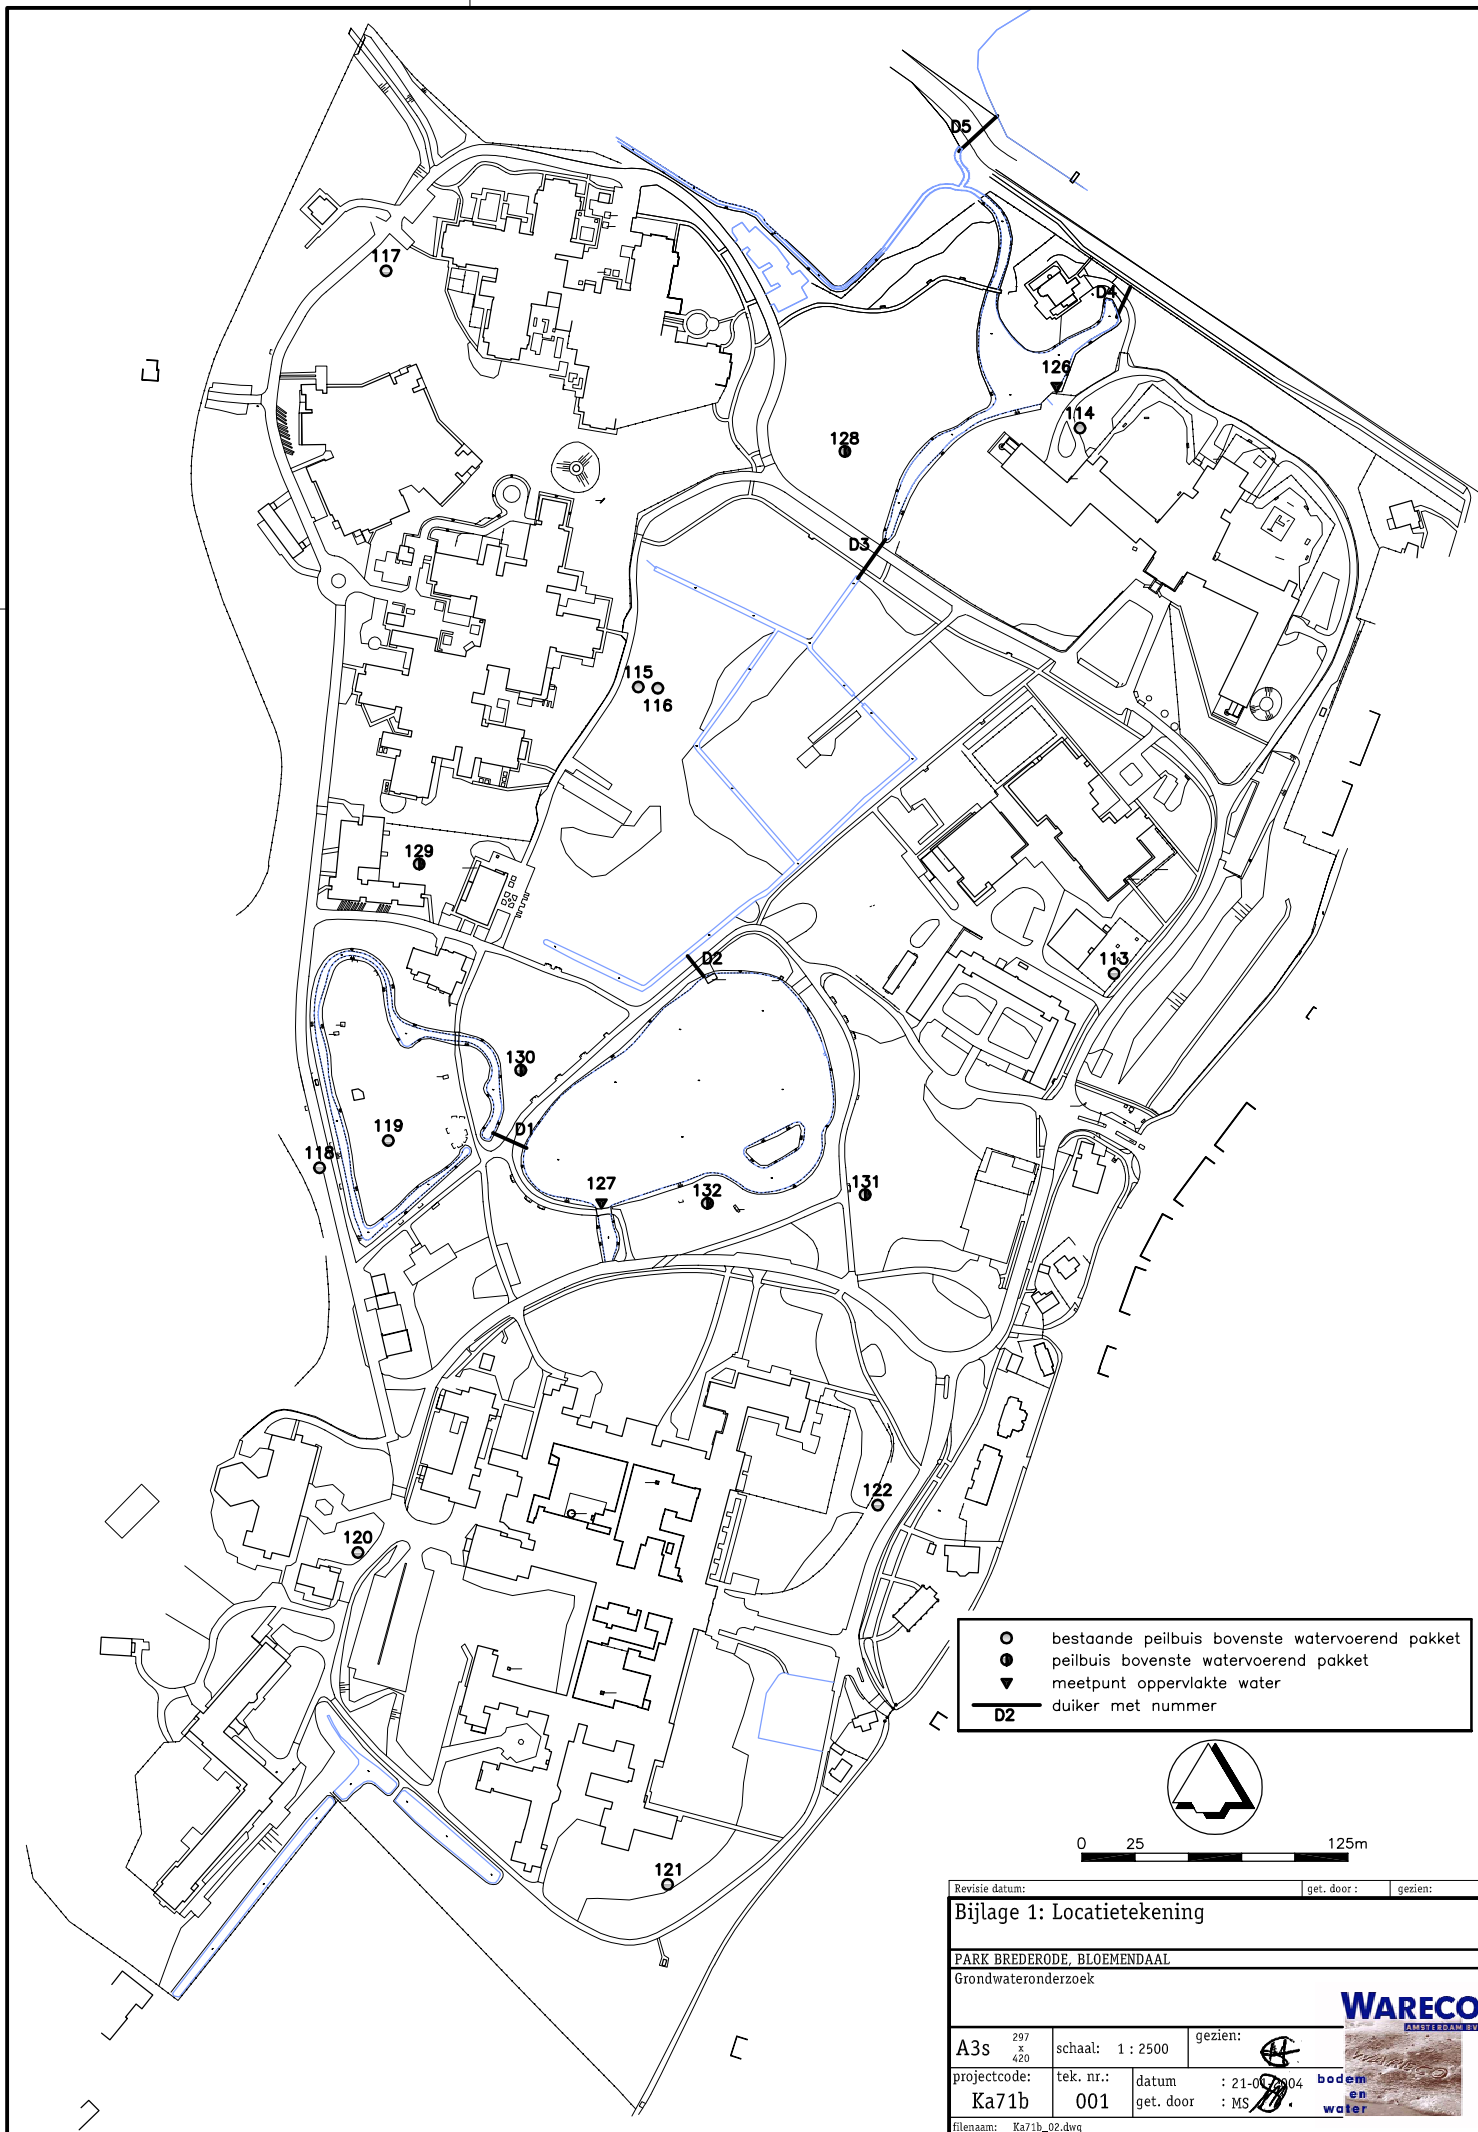 D5
117
D4
126
114
128
D3
115
116
129
D2
113
130
D1
119
118
127
132
131
122
120
121
bestaande peilbuis bovenste watervoerend pakket
peilbuis bovenste watervoerend pakket
meetpunt oppervlakte water
D2 duiker met nummer
0 25 125m
Revisie datum: get. door : gezien:
Bijlage 1: Locatietekening
PARK BREDERODE, BLOEMENDAAL
Grondwateronderzoek
WARECO
AMSTERDAM BV
A3s 297 x 420 schaal: 1 : 2500 gezien:
projectcode: tek. nr.: datum : 21-01-2004
Ka71b 001 get. door : MS
bodem
en
water
filenaam: Ka71b_02.dwg